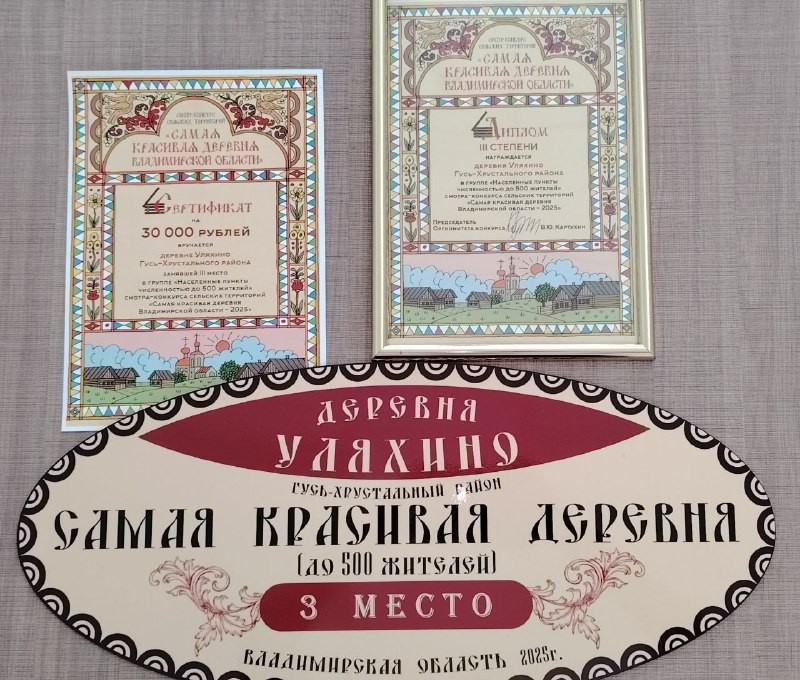 СМОТР-КОНКУРС
СЕЛЬСКИХ ТЕРРИТОРИЙ
«САМАЯ
КРАСИВАЯ ДЕРЕВНЯ
ВЛАДИМИРСКОЙ ОБЛАСТИ»
СЕРТИФИКАТ
НА
30 000 РУБЛЕЙ
ВРУЧАЕТСЯ
ДЕРЕВНЕ УЛЯХИНО
ГУСЬ-ХРУСТАЛЬНОГО РАЙОНА
ЗАНЯВШЕЙ III МЕСТО
В ГРУППЕ «НАСЕЛЕННЫЕ ПУНКТЫ
ЧИСЛЕННОСТЬЮ ДО 500 ЖИТЕЛЕЙ»
СМОТРА-КОНКУРСА СЕЛЬСКИХ ТЕРРИТОРИЙ
«САМАЯ КРАСИВАЯ ДЕРЕВНЯ
ВЛАДИМИРСКОЙ ОБЛАСТИ – 2025»
СМОТР-КОНКУРС
СЕЛЬСКИХ ТЕРРИТОРИЙ
«САМАЯ
КРАСИВАЯ ДЕРЕВНЯ
ВЛАДИМИРСКОЙ ОБЛАСТИ»
ДИПЛОМ
III СТЕПЕНИ
НАГРАЖДАЕТСЯ
ДЕРЕВНЯ УЛЯХИНО
ГУСЬ-ХРУСТАЛЬНОГО РАЙОНА
В ГРУППЕ «НАСЕЛЕННЫЕ ПУНКТЫ
ЧИСЛЕННОСТЬЮ ДО 500 ЖИТЕЛЕЙ»
СМОТРА-КОНКУРСА СЕЛЬСКИХ ТЕРРИТОРИЙ
«САМАЯ КРАСИВАЯ ДЕРЕВНЯ
ВЛАДИМИРСКОЙ ОБЛАСТИ – 2025»
ПРЕДСЕДАТЕЛЬ
ОРГКОМИТЕТА КОНКУРСА В.Ю. КАРТУХИН
ДЕРЕВНЯ
УЛЯХИНО
ГУСЬ-ХРУСТАЛЬНЫЙ РАЙОН
САМАЯ КРАСИВАЯ ДЕРЕВНЯ
(ДО 500 ЖИТЕЛЕЙ)
3 МЕСТО
ВЛАДИМИРСКАЯ ОБЛАСТЬ 2025г.